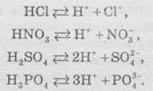 HCl ⇄ H⁺ + Cl⁻,
HNO₃ ⇄ H⁺ + NO₃⁻,
H₂SO₄ ⇄ 2H⁺ + SO₄²⁻,
H₃PO₄ ⇄ 3H⁺ + PO₄³⁻.